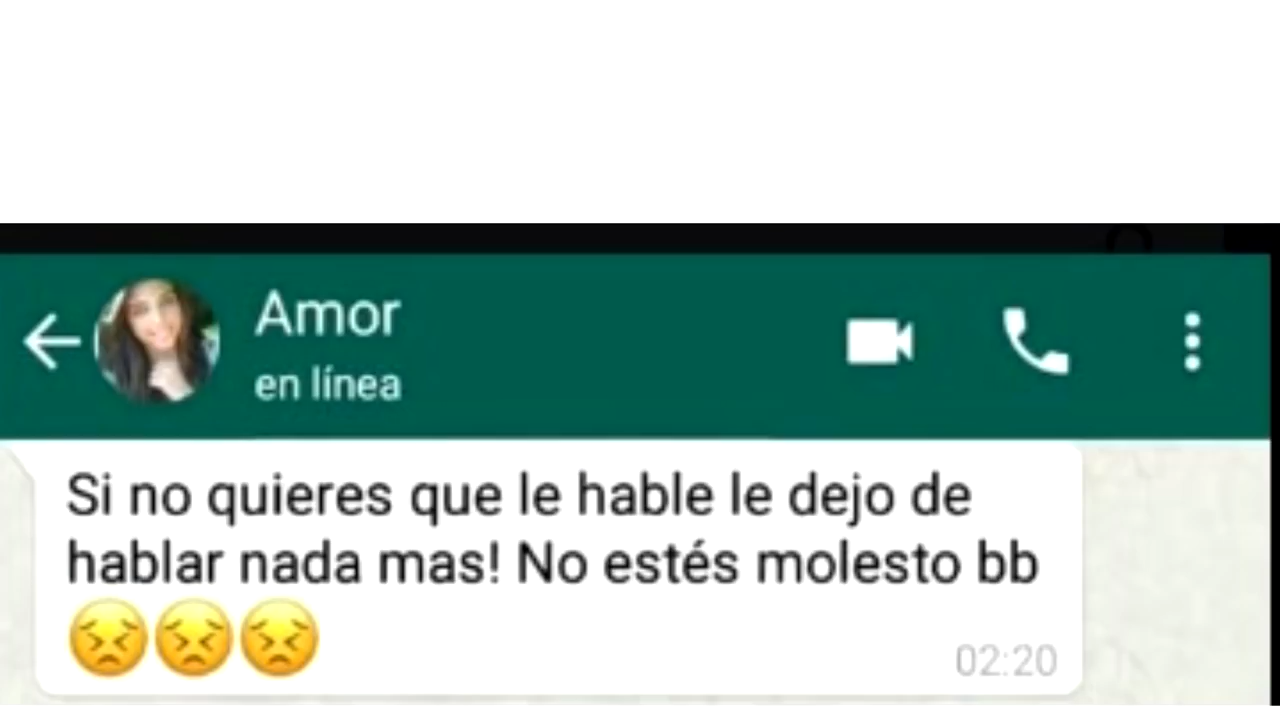 Amor
en línea
Si no quieres que le hable le dejo de
hablar nada mas! No estés molesto bb
😣😣😣
02:20